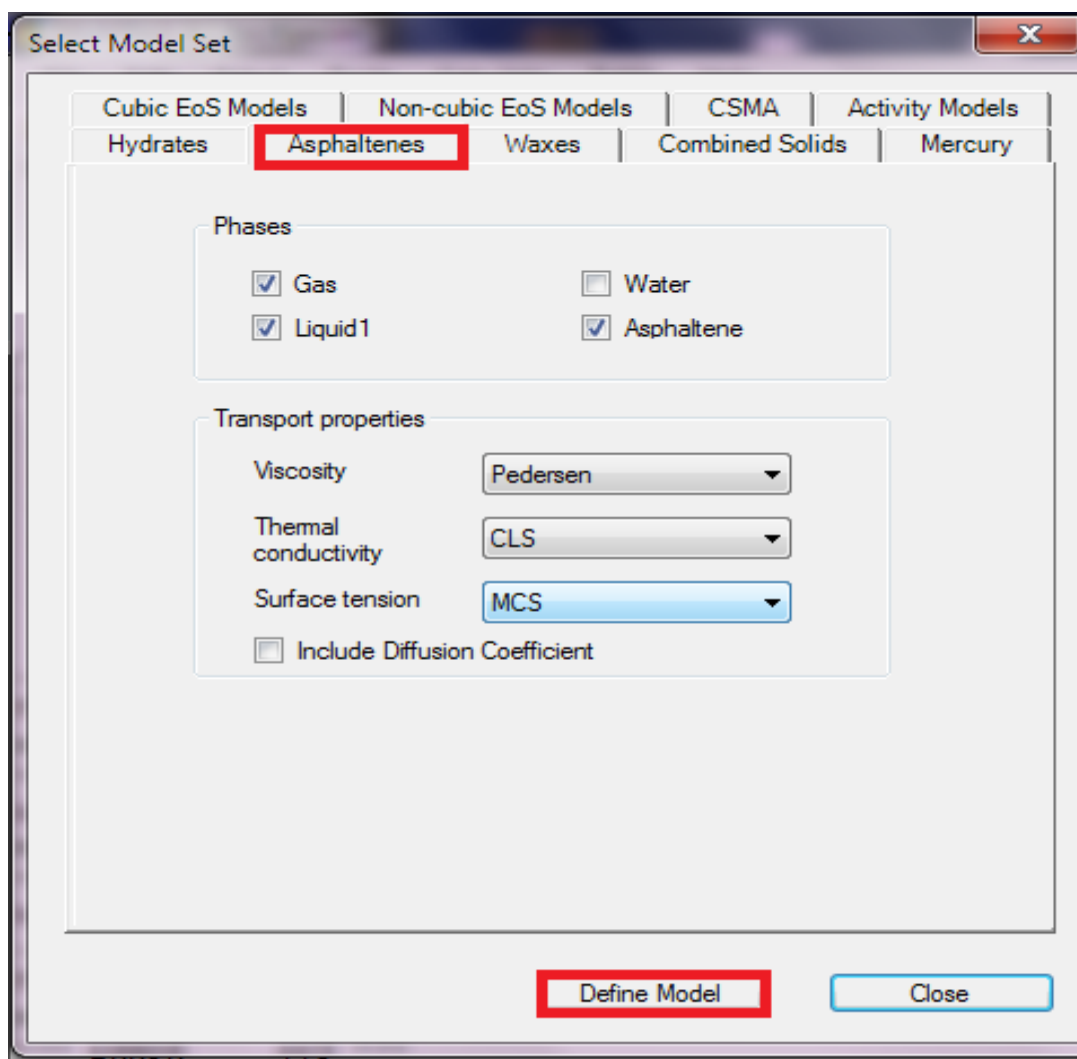 Select Model Set
Cubic EoS Models Non-cubic EoS Models CSMA Activity Models
Hydrates Asphaltenes Waxes Combined Solids Mercury
Phases
Gas Water
Liquid1 Asphaltene
Transport properties
Viscosity Pedersen
Thermal
conductivity CLS
Surface tension MCS
Include Diffusion Coefficient
Define Model Close